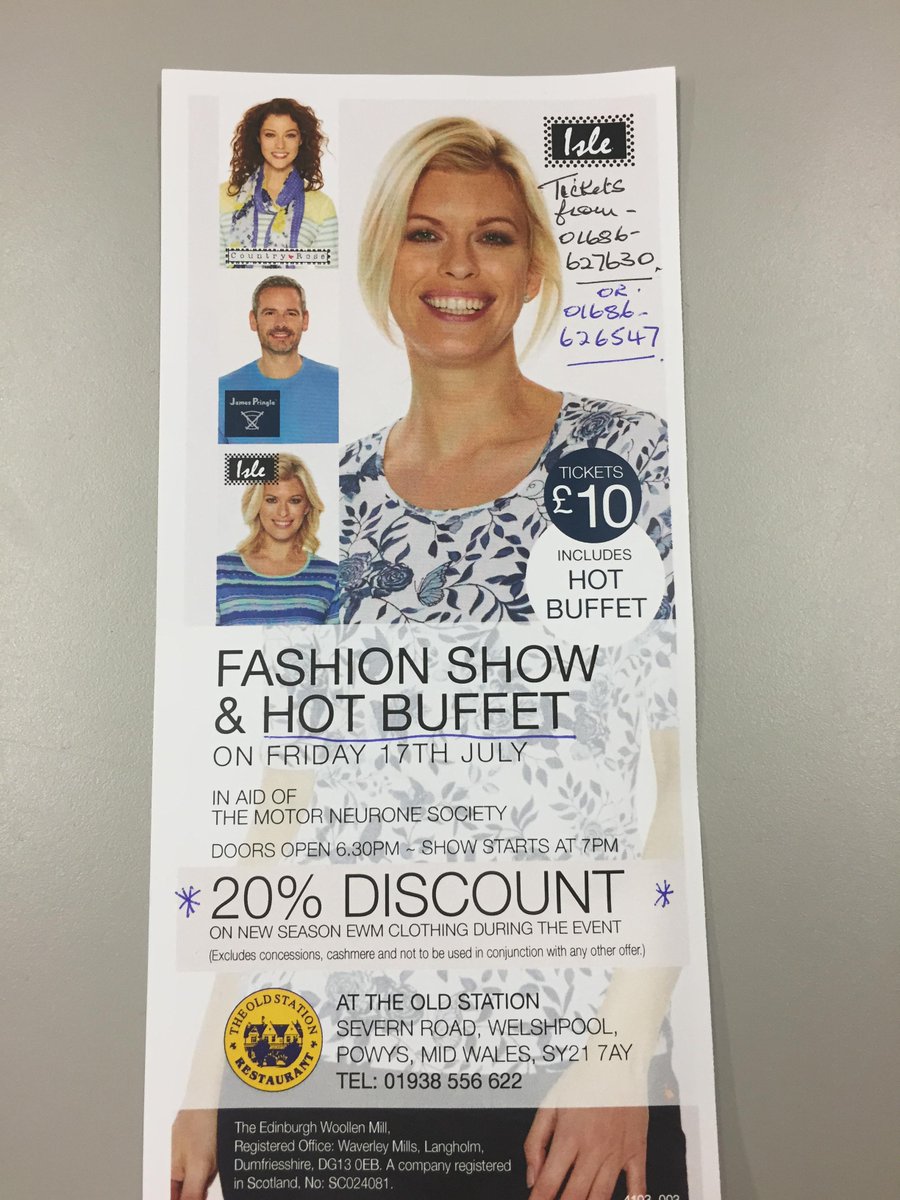 Isle
Tickets
from -
01686-
627630.
OR.
01686-
626547.
Country Rose
James Pringle
Isle
TICKETS
£10
INCLUDES
HOT
BUFFET
FASHION SHOW
& HOT BUFFET
ON FRIDAY 17TH JULY
IN AID OF
THE MOTOR NEURONE SOCIETY
DOORS OPEN 6.30PM ~ SHOW STARTS AT 7PM
* 20% DISCOUNT *
ON NEW SEASON EWM CLOTHING DURING THE EVENT
(Excludes concessions, cashmere and not to be used in conjunction with any other offer.)
THE OLD STATION
RESTAURANT
AT THE OLD STATION
SEVERN ROAD, WELSHPOOL,
POWYS, MID WALES, SY21 7AY
TEL: 01938 556 622
The Edinburgh Woollen Mill,
Registered Office: Waverley Mills, Langholm,
Dumfriesshire, DG13 0EB. A company registered
in Scotland, No: SC024081.